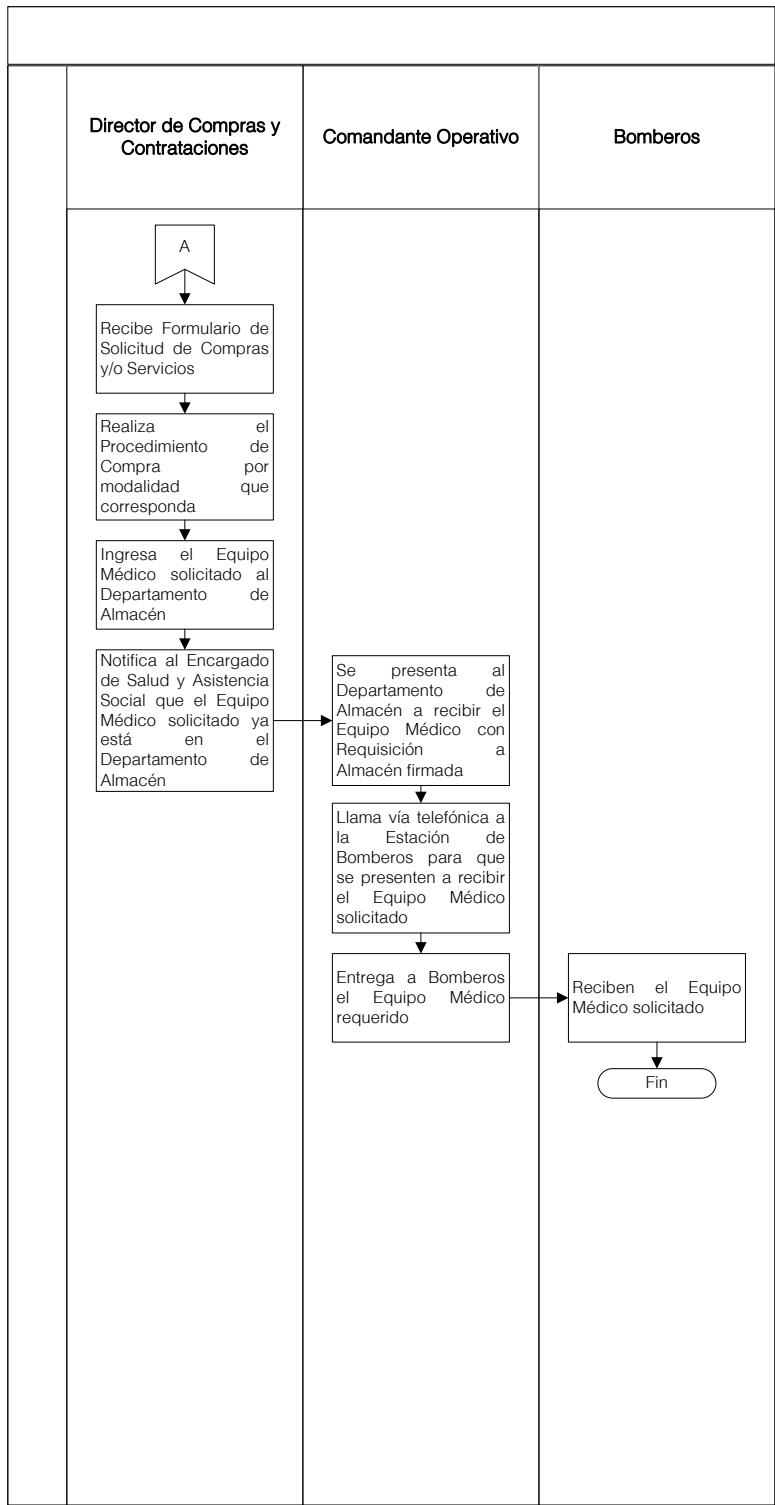 Director de Compras y
Contrataciones
Comandante Operativo
Bomberos
A
Recibe Formulario de
Solicitud de Compras
y/o Servicios
Realiza el
Procedimiento de
Compra por
modalidad que
corresponda
Ingresa el Equipo
Médico solicitado al
Departamento de
Almacén
Notifica al Encargado
de Salud y Asistencia
Social que el Equipo
Médico solicitado ya
está en el
Departamento de
Almacén
Se presenta al
Departamento de
Almacén a recibir el
Equipo Médico con
Requisición a
Almacén firmada
Llama vía telefónica a
la Estación de
Bomberos para que
se presenten a recibir
el Equipo Médico
solicitado
Entrega a Bomberos
el Equipo Médico
requerido
Reciben el Equipo
Médico solicitado
Fin